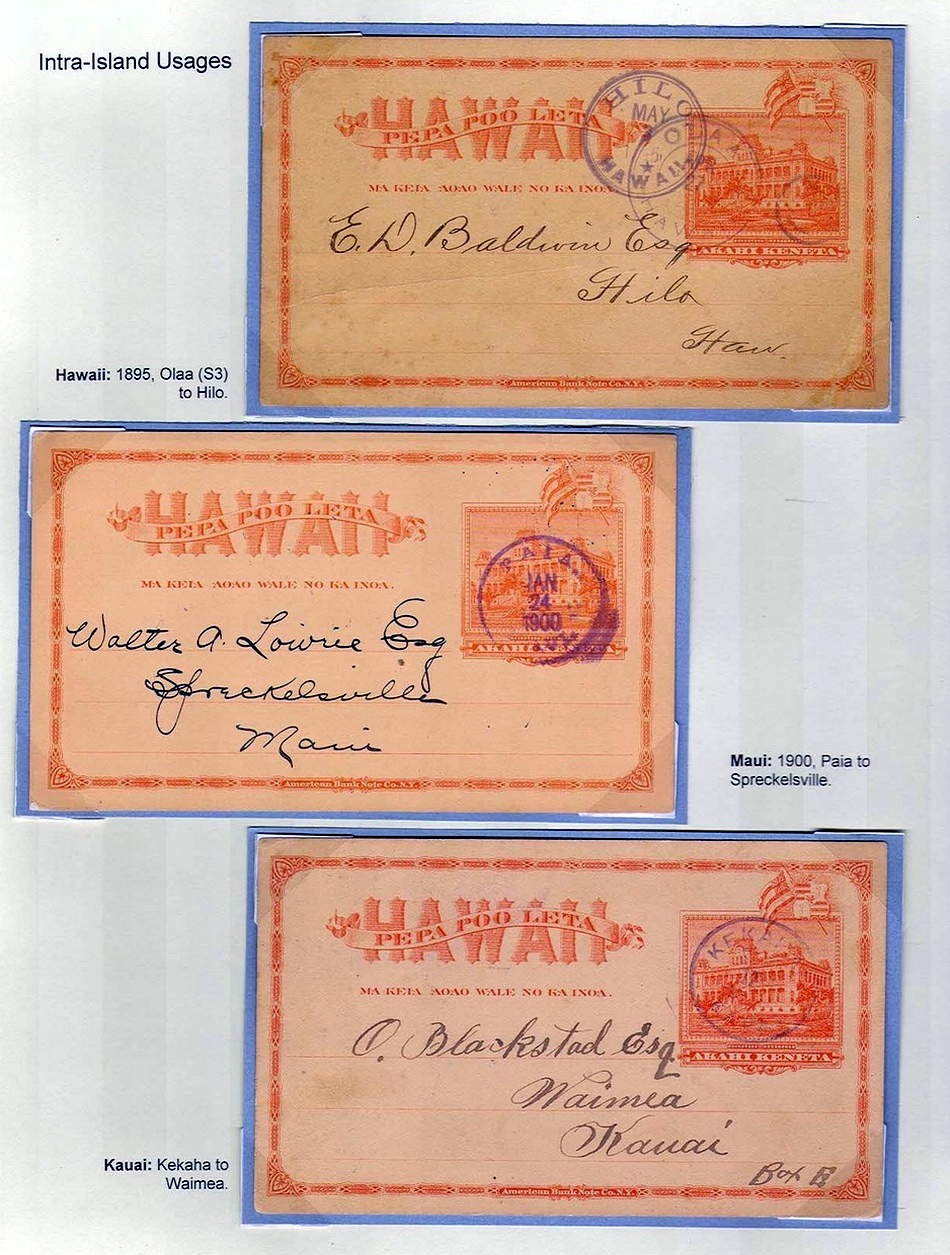 Intra-Island Usages
HAWAII
PEPA POO LETA
MA KEIA AOAO WALE NO KA INOA.
HILO
MAY
HAWAII
AKAHI KENETA
E. D. Baldwin Esq
Hilo
Haw.
American Bank Note Co. N.Y.
Hawaii: 1895, Olaa (S3)
to Hilo.
HAWAII
PEPA POO LETA
MA KEIA AOAO WALE NO KA INOA.
PAIA
JAN
24
1900
AKAHI KENETA
Walter A. Lowrie Esq
Spreckelsville
Maui
American Bank Note Co. N.Y.
Maui: 1900, Paia to
Spreckelsville.
HAWAII
PEPA POO LETA
MA KEIA AOAO WALE NO KA INOA.
AKAHI KENETA
O. Blackstad Esq.
Waimea
Kauai
Box B
American Bank Note Co. N.Y.
Kauai: Kekaha to
Waimea.